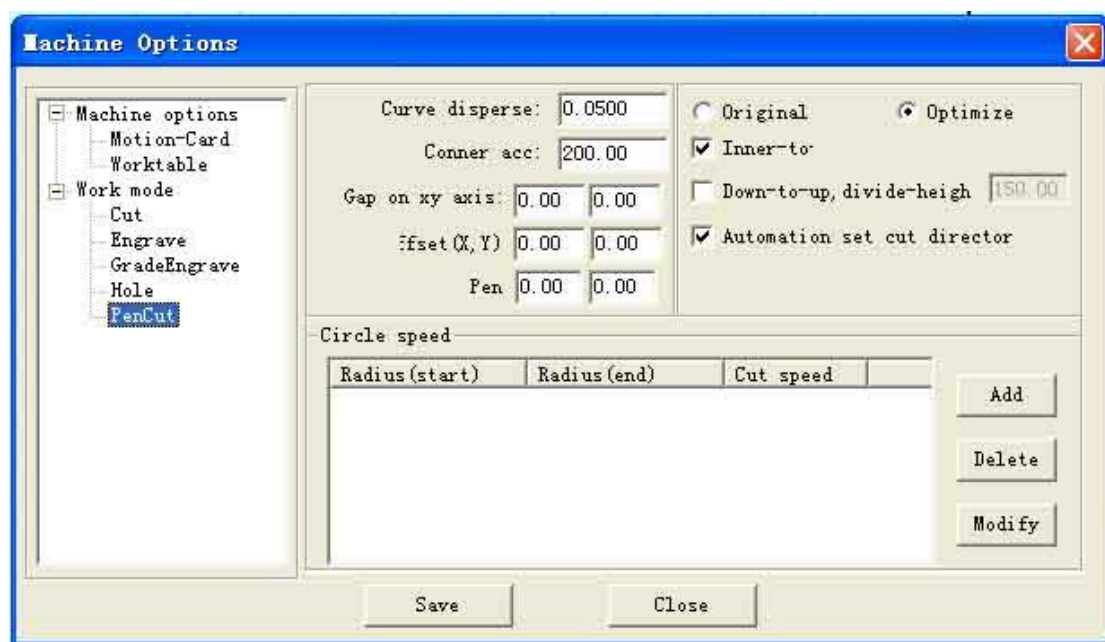 Machine Options
Machine options
Motion-Card
Worktable
Work mode
Cut
Engrave
GradeEngrave
Hole
PenCut
Curve disperse: 0.0500
Conner acc: 200.00
Gap on xy axis: 0.00 0.00
ffset(X,Y) 0.00 0.00
Pen 0.00 0.00
Original Optimize
Inner-to-
Down-to-up, divide-heigh 150.00
Automation set cut director
Circle speed
Radius(start) Radius(end) Cut speed
Add
Delete
Modify
Save Close